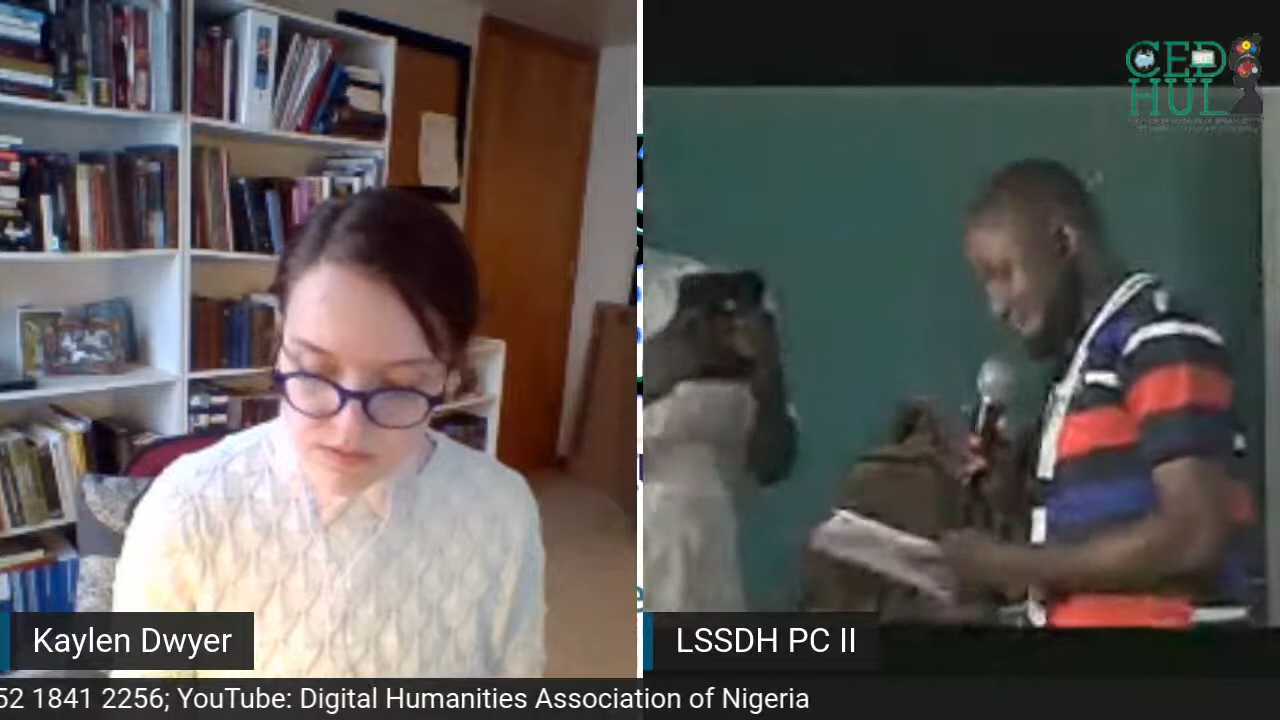 CEDHUL
Kaylen Dwyer
LSSDH PC II
52 1841 2256; YouTube: Digital Humanities Association of Nigeria